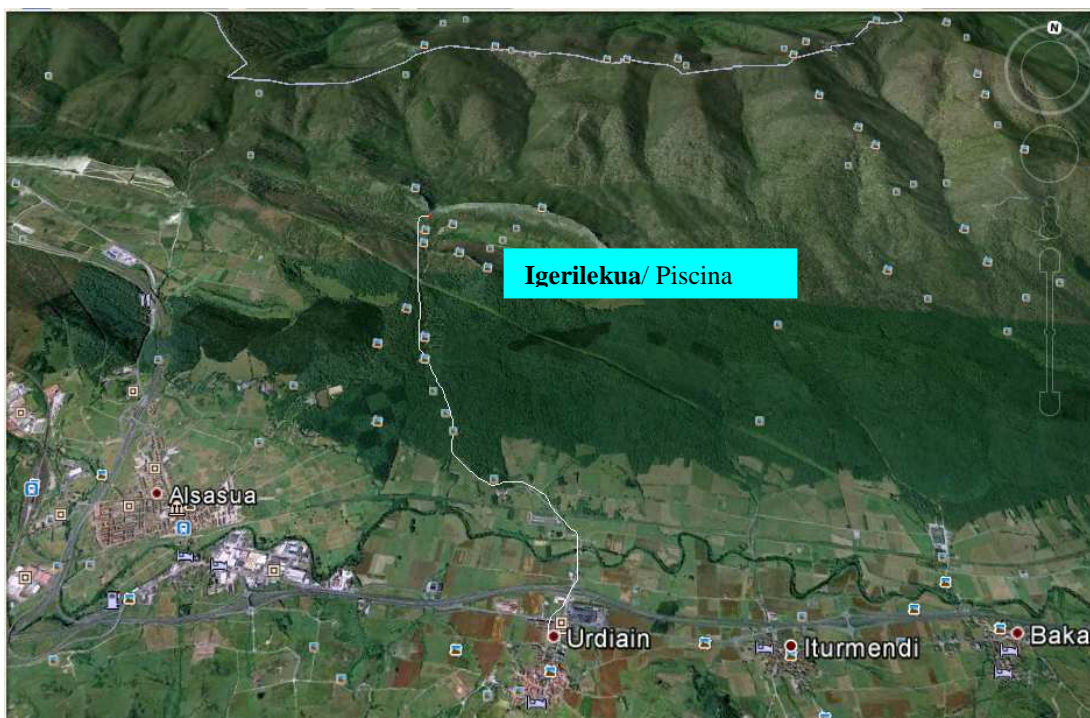 N
Igerilekua/ Piscina
Alsasua
Urdiain
Iturmendi
Baka